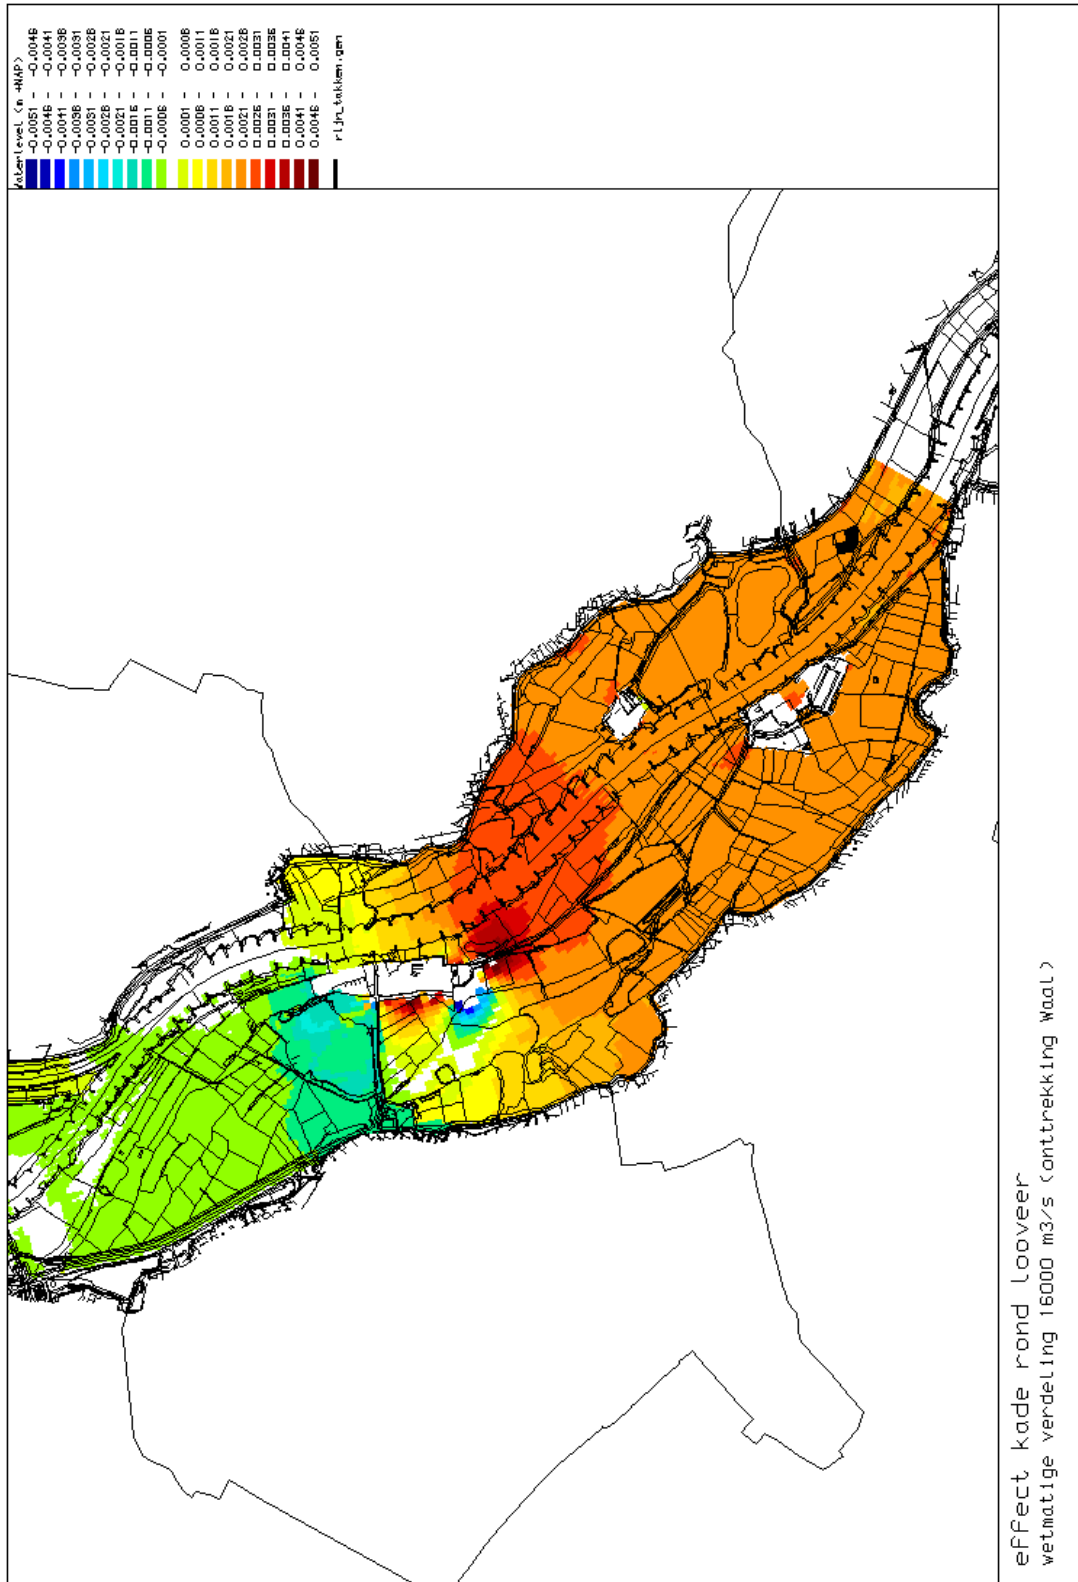 Waterlevel (m +NAP)
-0.0051 - -0.0046
-0.0046 - -0.0041
-0.0041 - -0.0036
-0.0036 - -0.0031
-0.0031 - -0.0026
-0.0026 - -0.0021
-0.0021 - -0.0016
-0.0016 - -0.0011
-0.0011 - -0.0006
-0.0006 - -0.0001
0.0001 - 0.0006
0.0006 - 0.0011
0.0011 - 0.0016
0.0016 - 0.0021
0.0021 - 0.0026
0.0026 - 0.0031
0.0031 - 0.0036
0.0036 - 0.0041
0.0041 - 0.0046
0.0046 - 0.0051
rijn_takken.gen
effect kade rond looveer
wetmatige verdeling 16000 m3/s (onttrekking Waal)